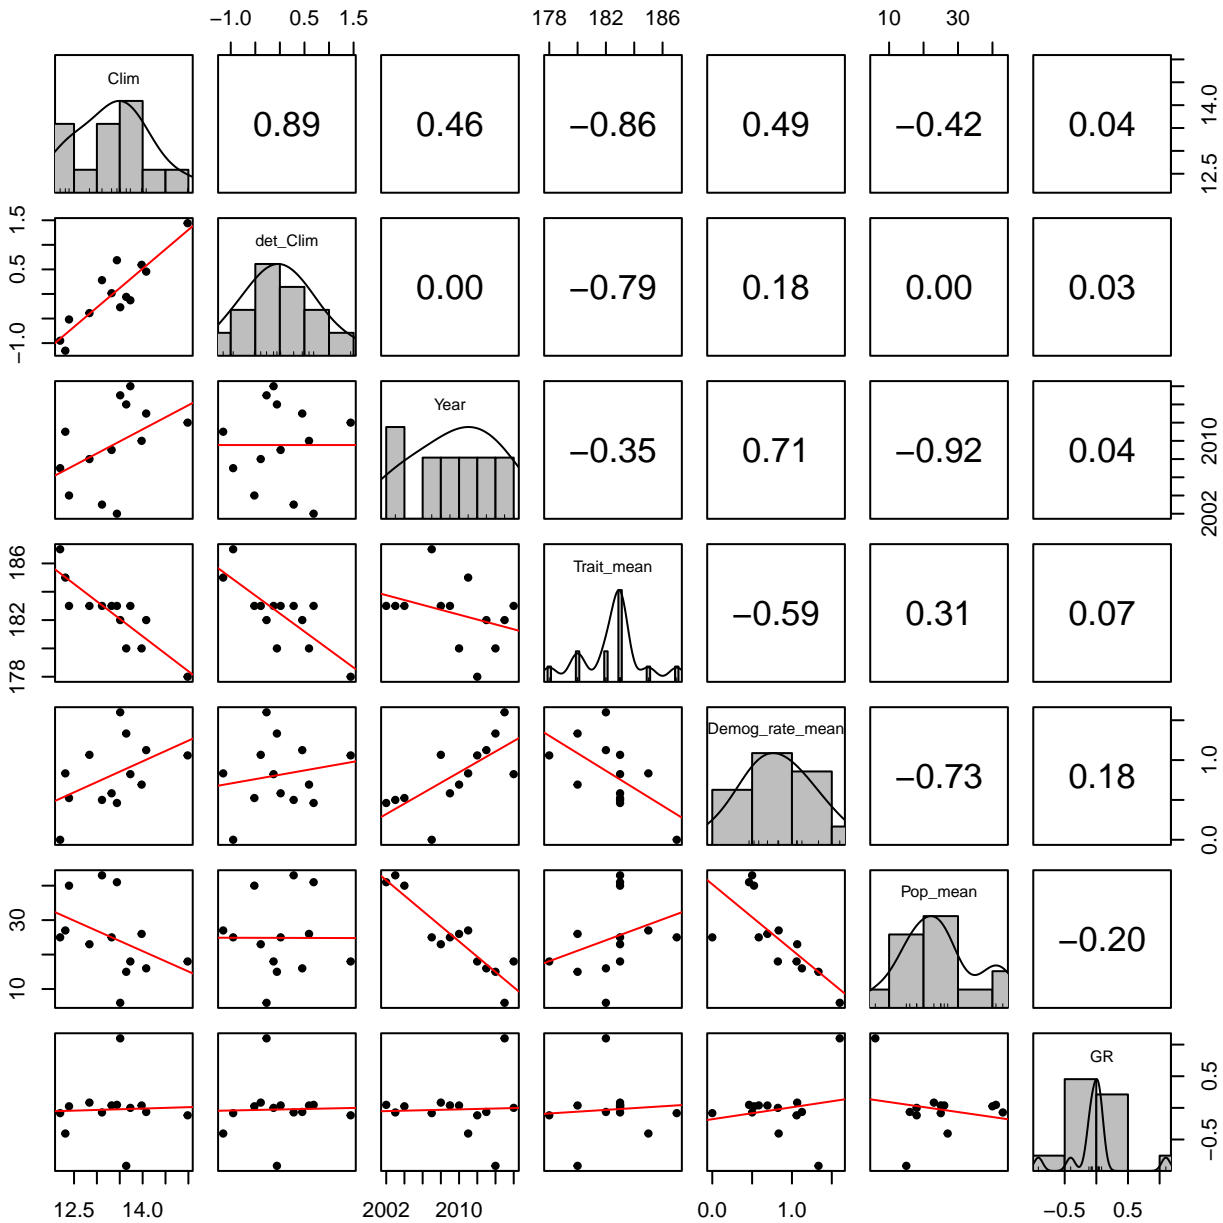 −1.0 0.5 1.5 178 182 186 10 30
Clim
0.89 0.46 −0.86 0.49 −0.42 0.04
12.5 14.0
−1.0 0.5 1.5
det_Clim
0.00 −0.79 0.18 0.00 0.03
Year
−0.35 0.71 −0.92 0.04
2002 2010
178 182 186
Trait_mean
−0.59 0.31 0.07
Demog_rate_mean
−0.73 0.18
0.0 1.0
10 30
Pop_mean
−0.20
GR
−0.5 0.5
12.5 14.0 2002 2010 0.0 1.0 −0.5 0.5